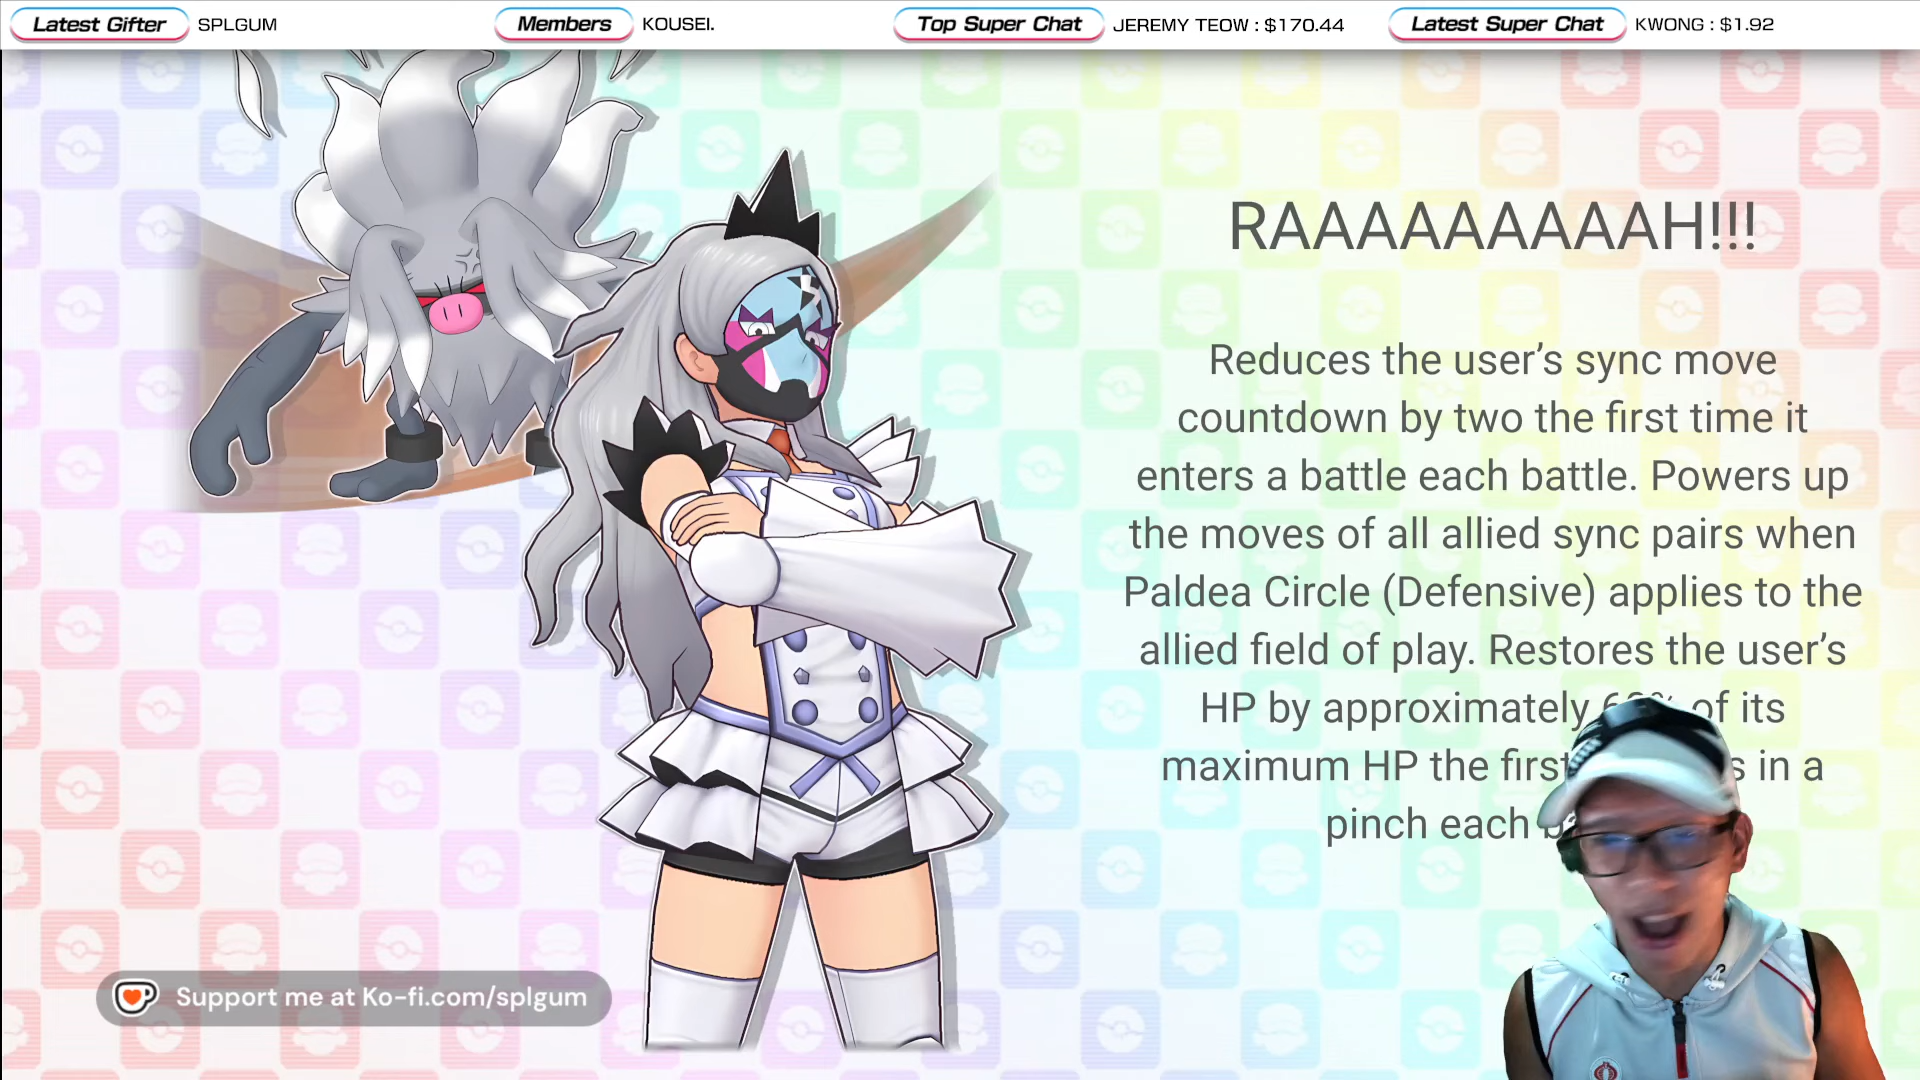 Latest Gifter SPLGUM Members KOUSEI. Top Super Chat JEREMY TEOW : $170.44 Latest Super Chat KWONG : $1.92
RAAAAAAAAAH!!!
Reduces the user’s sync move
countdown by two the first time it
enters a battle each battle. Powers up
the moves of all allied sync pairs when
Paldea Circle (Defensive) applies to the
allied field of play. Restores the user’s
HP by approximately of its
maximum HP the first in a
pinch each
Support me at Ko-fi.com/splgum